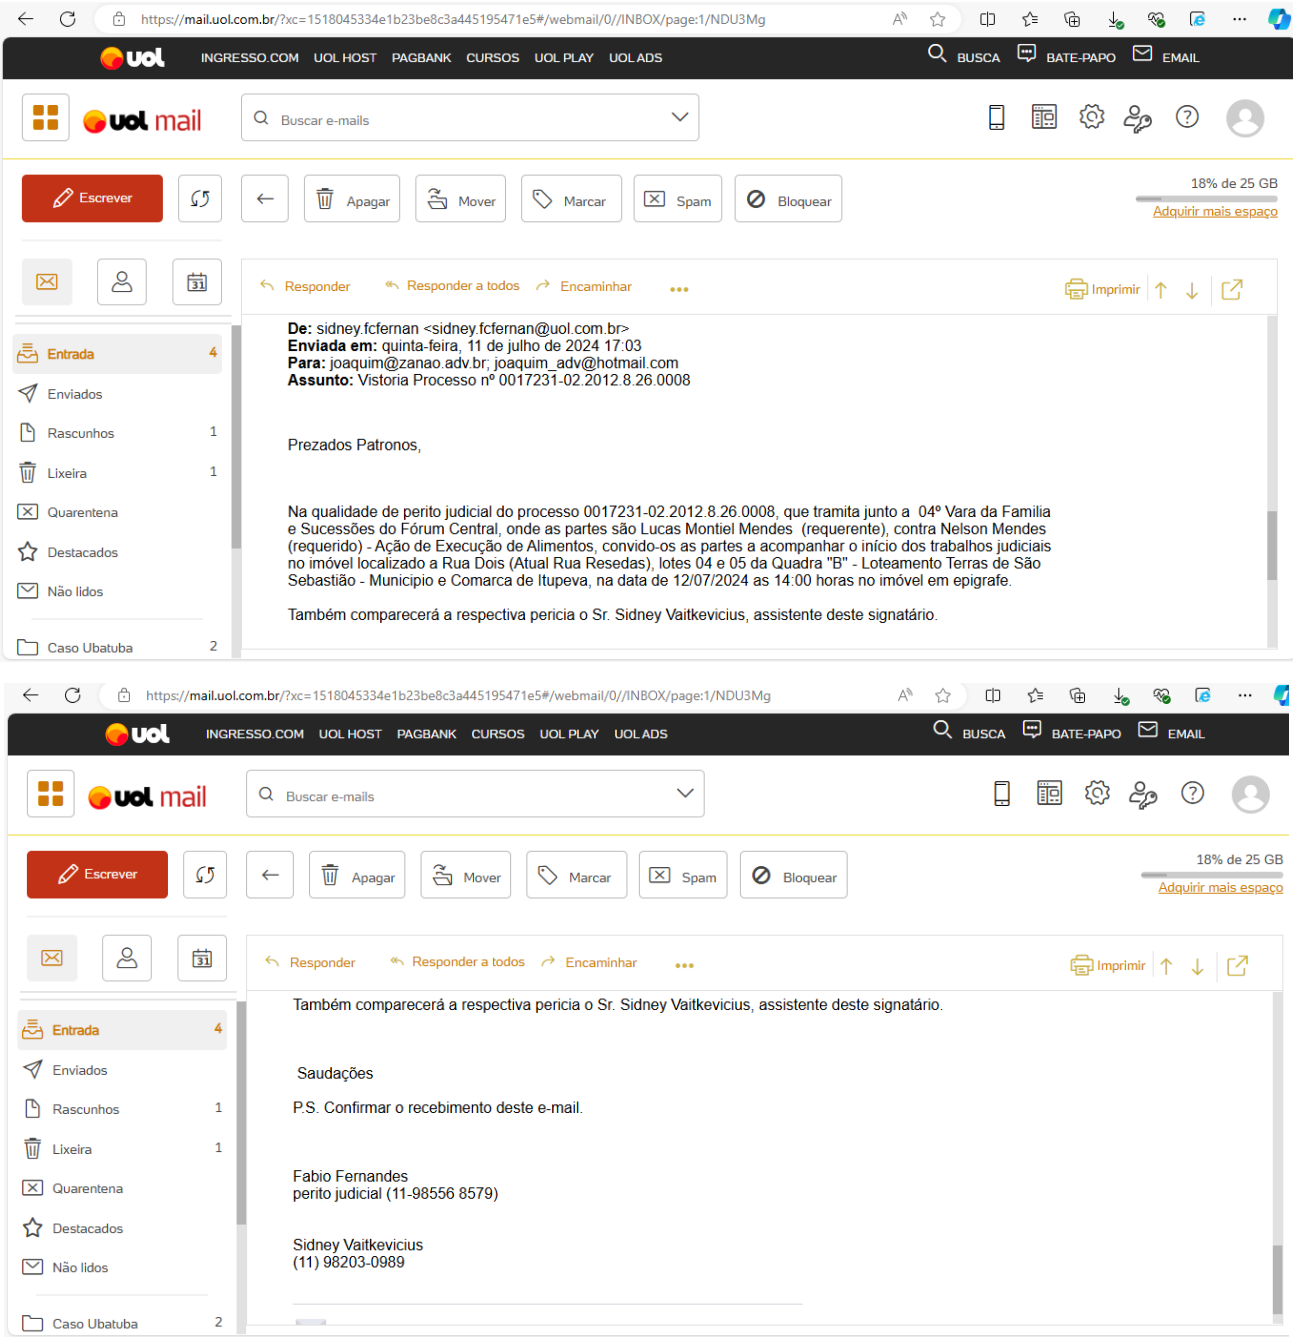 https://mail.uol.com.br/?xc=1518045334e1b23be8c3a445195471e5#/webmail/0//INBOX/page:1/NDU3Mg
uol INGRESSO.COM UOL HOST PAGBANK CURSOS UOL PLAY UOL ADS BUSCA BATE-PAPO EMAIL
uol mail Buscar e-mails
Escrever Apagar Mover Marcar Spam Bloquear 18% de 25 GB
Adquirir mais espaço
31 Responder Responder a todos Encaminhar Imprimir
De: sidney.fcfernan <sidney.fcfernan@uol.com.br>
Enviada em: quinta-feira, 11 de julho de 2024 17:03
Para: joaquim@zanao.adv.br; joaquim_adv@hotmail.com
Assunto: Vistoria Processo nº 0017231-02.2012.8.26.0008
Entrada 4
Enviados
Rascunhos 1
Lixeira 1
Quarentena
Destacados
Não lidos
Caso Ubatuba 2
Prezados Patronos,
Na qualidade de perito judicial do processo 0017231-02.2012.8.26.0008, que tramita junto a 04º Vara da Familia
e Sucessões do Fórum Central, onde as partes são Lucas Montiel Mendes (requerente), contra Nelson Mendes
(requerido) - Ação de Execução de Alimentos, convido-os as partes a acompanhar o início dos trabalhos judiciais
no imóvel localizado a Rua Dois (Atual Rua Resedas), lotes 04 e 05 da Quadra "B" - Loteamento Terras de São
Sebastião - Municipio e Comarca de Itupeva, na data de 12/07/2024 as 14:00 horas no imóvel em epigrafe.
Também comparecerá a respectiva pericia o Sr. Sidney Vaitkevicius, assistente deste signatário.
https://mail.uol.com.br/?xc=1518045334e1b23be8c3a445195471e5#/webmail/0//INBOX/page:1/NDU3Mg
uol INGRESSO.COM UOL HOST PAGBANK CURSOS UOL PLAY UOL ADS BUSCA BATE-PAPO EMAIL
uol mail Buscar e-mails
Escrever Apagar Mover Marcar Spam Bloquear 18% de 25 GB
Adquirir mais espaço
31 Responder Responder a todos Encaminhar Imprimir
Entrada 4
Enviados
Rascunhos 1
Lixeira 1
Quarentena
Destacados
Não lidos
Caso Ubatuba 2
Também comparecerá a respectiva pericia o Sr. Sidney Vaitkevicius, assistente deste signatário.
Saudações
P.S. Confirmar o recebimento deste e-mail.
Fabio Fernandes
perito judicial (11-98556 8579)
Sidney Vaitkevicius
(11) 98203-0989